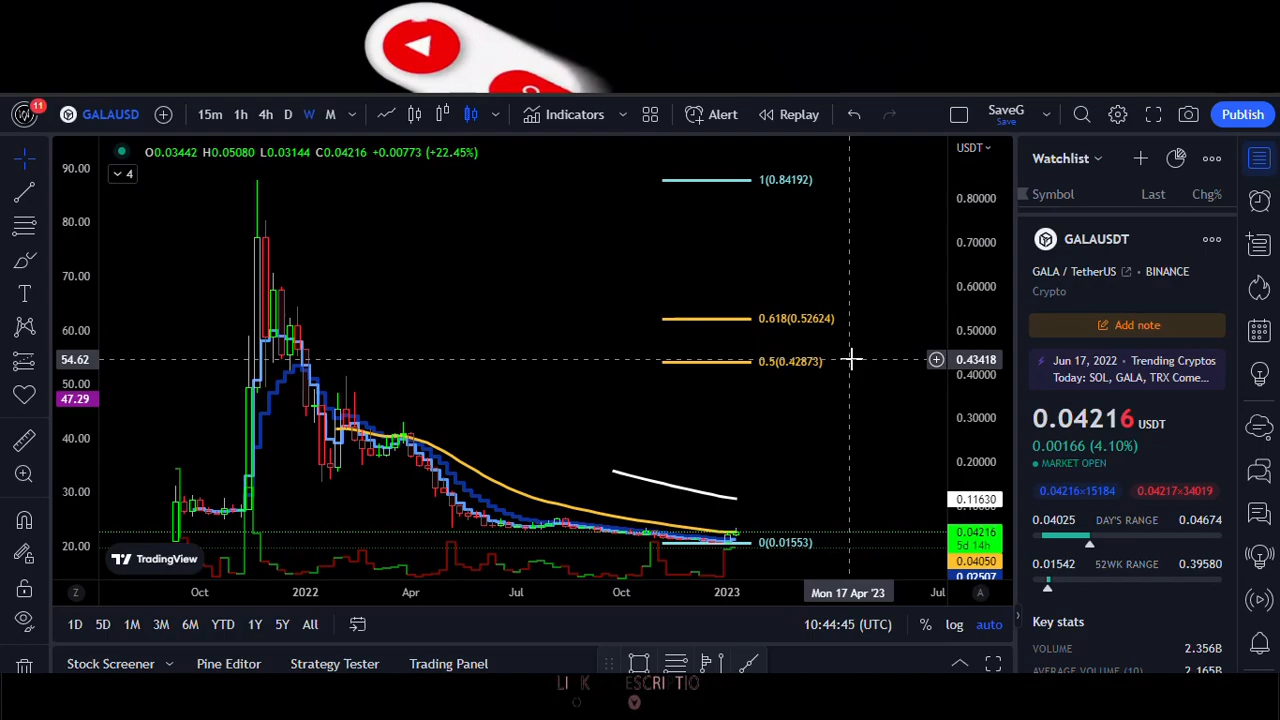 11
GALAUSD
15m 1h 4h D W M
Indicators
Alert
Replay
SaveG
Save
Publish
O0.03442 H0.05080 L0.03144 C0.04216 +0.00773 (+22.45%)
4
90.00
80.00
70.00
60.00
54.62
50.00
47.29
40.00
30.00
20.00
1(0.84192)
0.618(0.52624)
0.5(0.42873)
0(0.01553)
USDT
0.80000
0.70000
0.60000
0.50000
0.43418
0.40000
0.30000
0.20000
0.11630
0.04216
5d 14h
0.04050
0.02507
TradingView
Z
Oct 2022 Apr Jul Oct 2023 Mon 17 Apr '23 Jul
A
1D 5D 1M 3M 6M YTD 1Y 5Y All
10:44:45 (UTC) % log auto
Stock Screener Pine Editor Strategy Tester Trading Panel
Watchlist
Symbol Last Chg%
GALAUSDT
GALA / TetherUS • BINANCE
Crypto
Add note
Jun 17, 2022 • Trending Cryptos
Today: SOL, GALA, TRX Come...
0.04216 USDT
0.00166 (4.10%)
MARKET OPEN
0.04216×15184 0.04217×34019
0.04025 DAY'S RANGE 0.04674
0.01542 52WK RANGE 0.39580
Key stats
VOLUME 2.356B
AVERAGE VOLUME (10) 2.165B